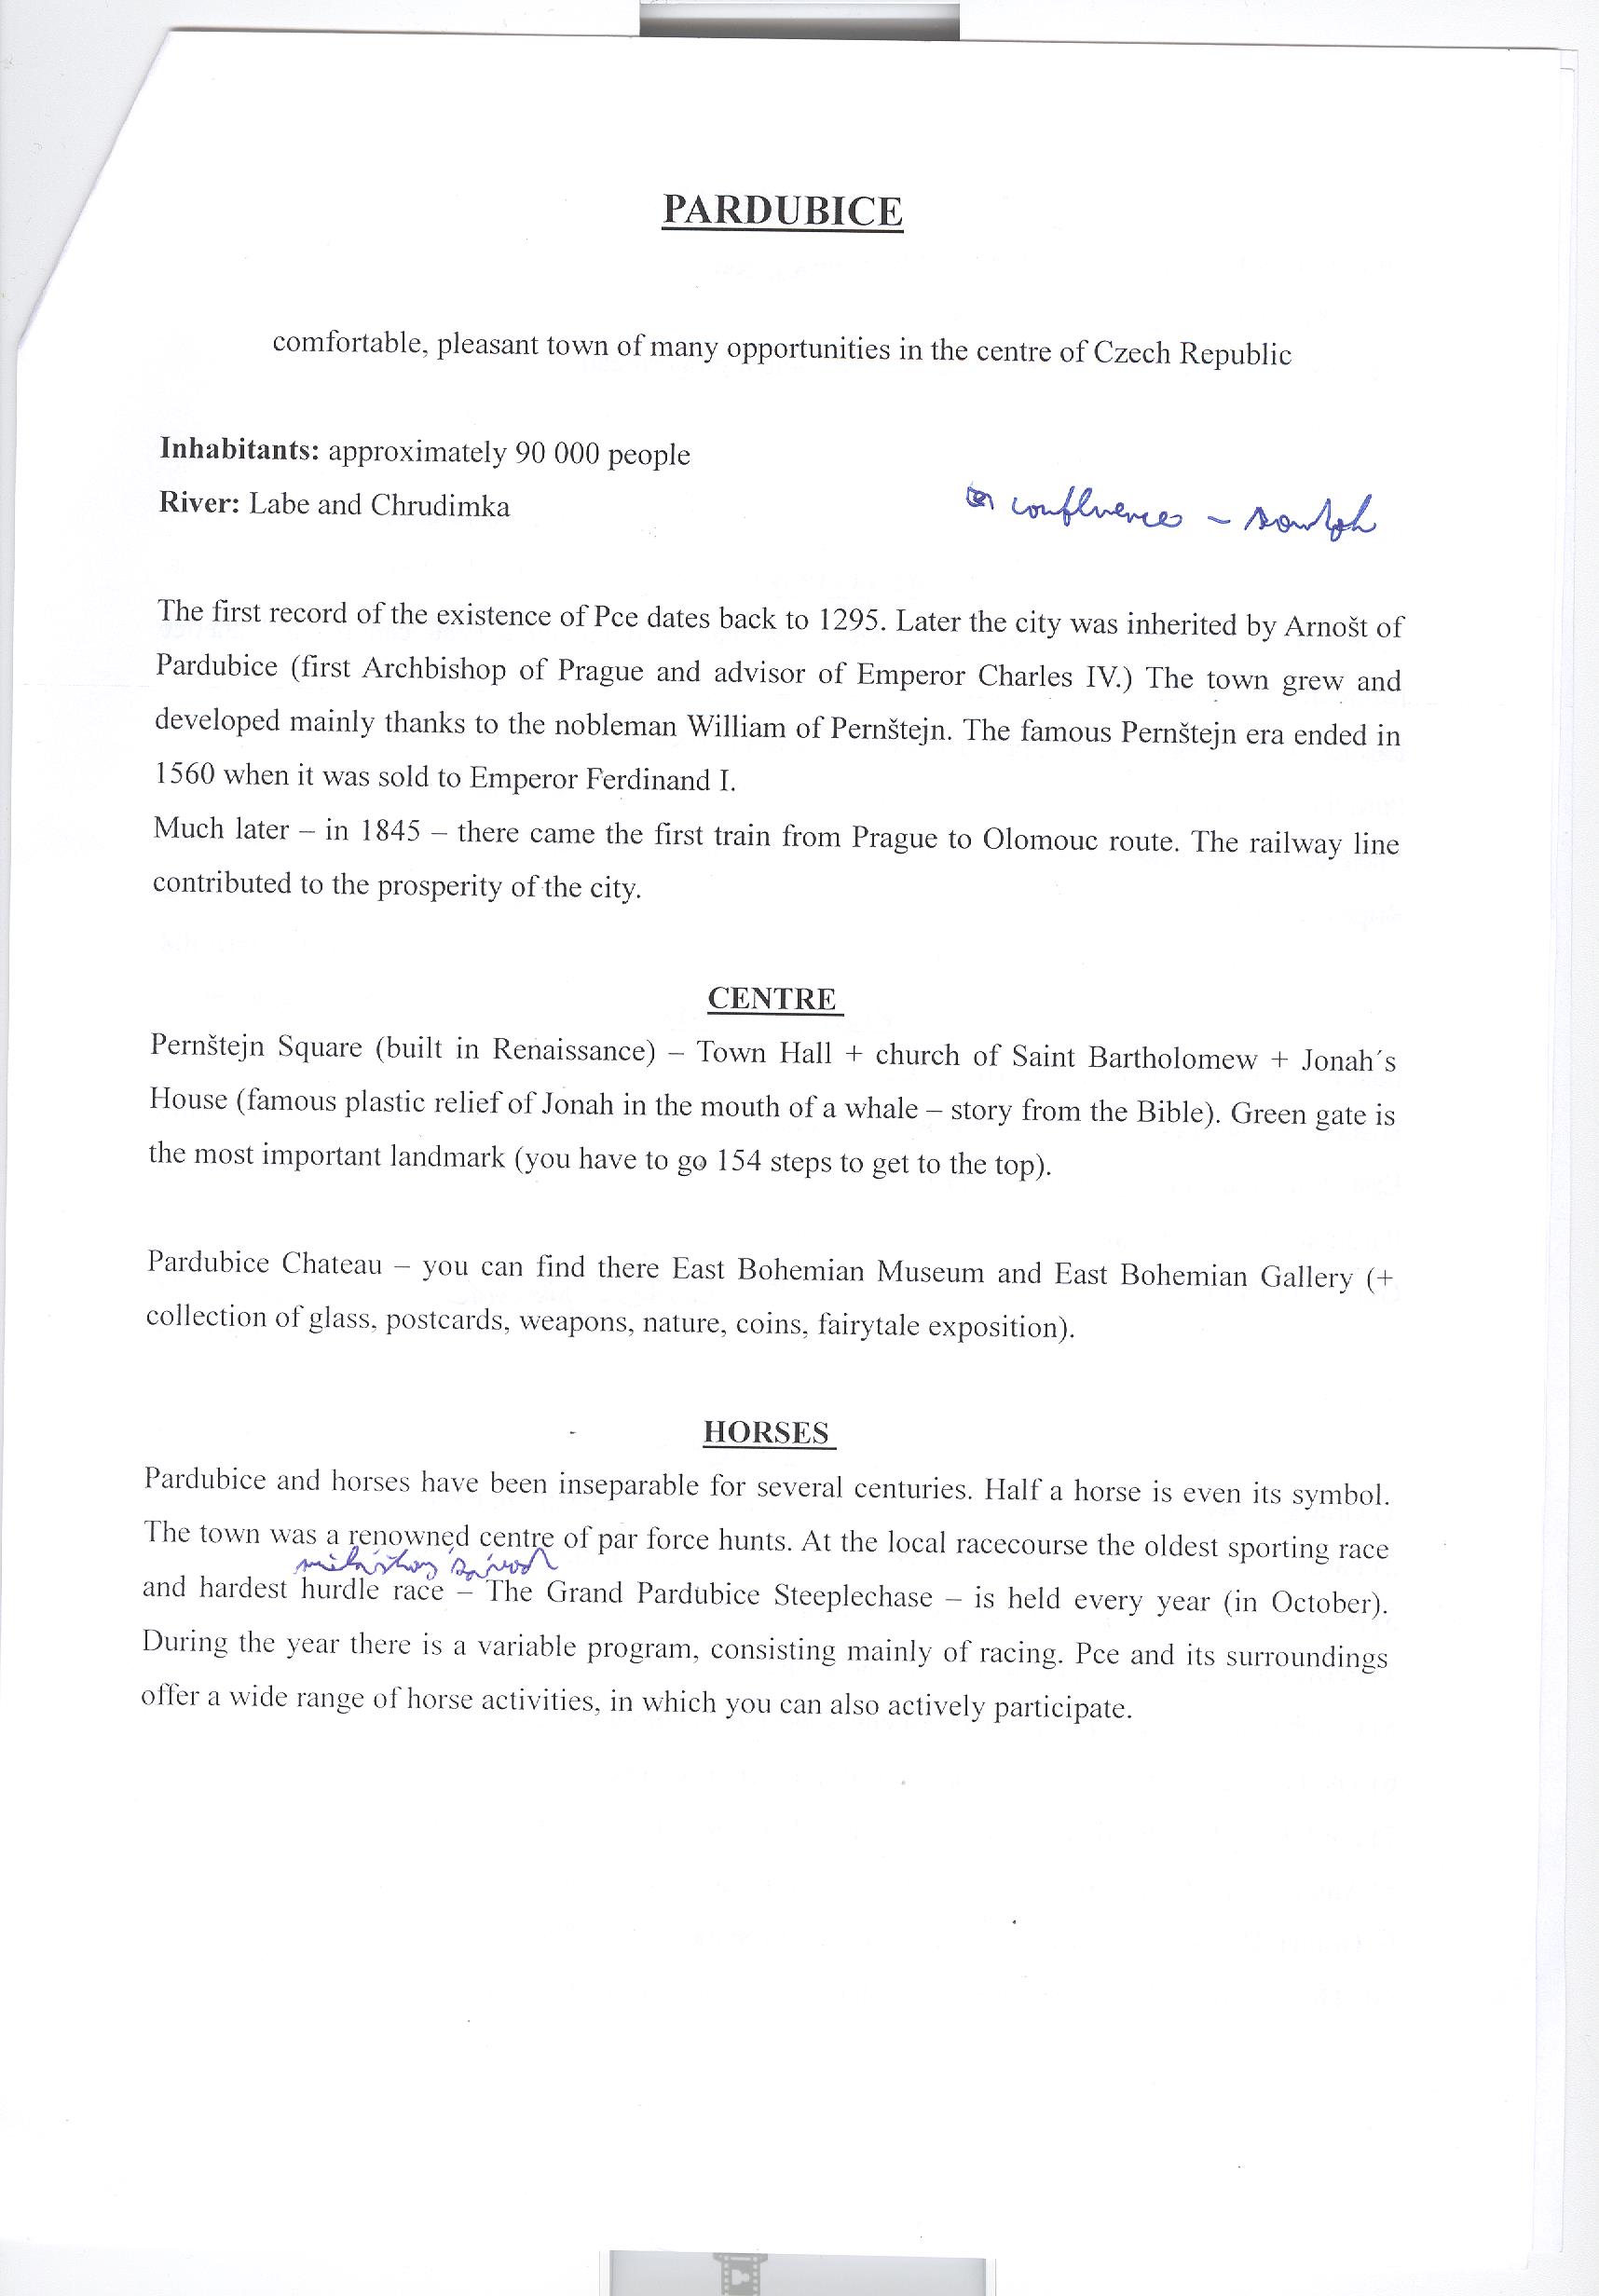 PARDUBICE
comfortable, pleasant town of many opportunities in the centre of Czech Republic
Inhabitants: approximately 90 000 people
River: Labe and Chrudimka
confluence – soutok
The first record of the existence of Pce dates back to 1295. Later the city was inherited by Arnošt of
Pardubice (first Archbishop of Prague and advisor of Emperor Charles IV.) The town grew and
developed mainly thanks to the nobleman William of Pernštejn. The famous Pernštejn era ended in
1560 when it was sold to Emperor Ferdinand I.
Much later – in 1845 – there came the first train from Prague to Olomouc route. The railway line
contributed to the prosperity of the city.
CENTRE
Pernštejn Square (built in Renaissance) – Town Hall + church of Saint Bartholomew + Jonah´s
House (famous plastic relief of Jonah in the mouth of a whale – story from the Bible). Green gate is
the most important landmark (you have to go 154 steps to get to the top).
Pardubice Chateau – you can find there East Bohemian Museum and East Bohemian Gallery (+
collection of glass, postcards, weapons, nature, coins, fairytale exposition).
HORSES
Pardubice and horses have been inseparable for several centuries. Half a horse is even its symbol.
The town was a renowned centre of par force hunts. At the local racecourse the oldest sporting race
závod
and hardest hurdle race – The Grand Pardubice Steeplechase – is held every year (in October).
During the year there is a variable program, consisting mainly of racing. Pce and its surroundings
offer a wide range of horse activities, in which you can also actively participate.